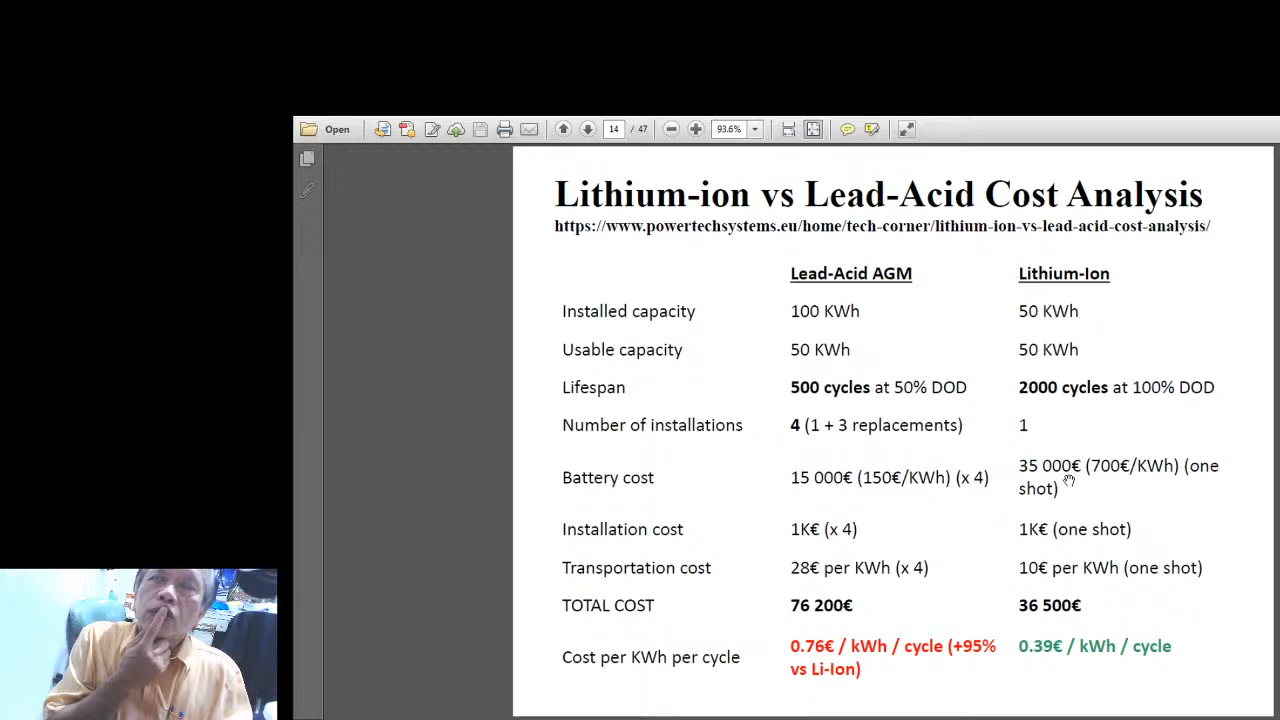 Open
14 / 47
93.6%
Lithium-ion vs Lead-Acid Cost Analysis
https://www.powertechsystems.eu/home/tech-corner/lithium-ion-vs-lead-acid-cost-analysis/
Lead-Acid AGM Lithium-Ion
Installed capacity 100 KWh 50 KWh
Usable capacity 50 KWh 50 KWh
Lifespan 500 cycles at 50% DOD 2000 cycles at 100% DOD
Number of installations 4 (1 + 3 replacements) 1
Battery cost 15 000€ (150€/KWh) (x 4) 35 000€ (700€/KWh) (one
shot)
Installation cost 1K€ (x 4) 1K€ (one shot)
Transportation cost 28€ per KWh (x 4) 10€ per KWh (one shot)
TOTAL COST 76 200€ 36 500€
Cost per KWh per cycle 0.76€ / kWh / cycle (+95% 0.39€ / kWh / cycle
vs Li-Ion)